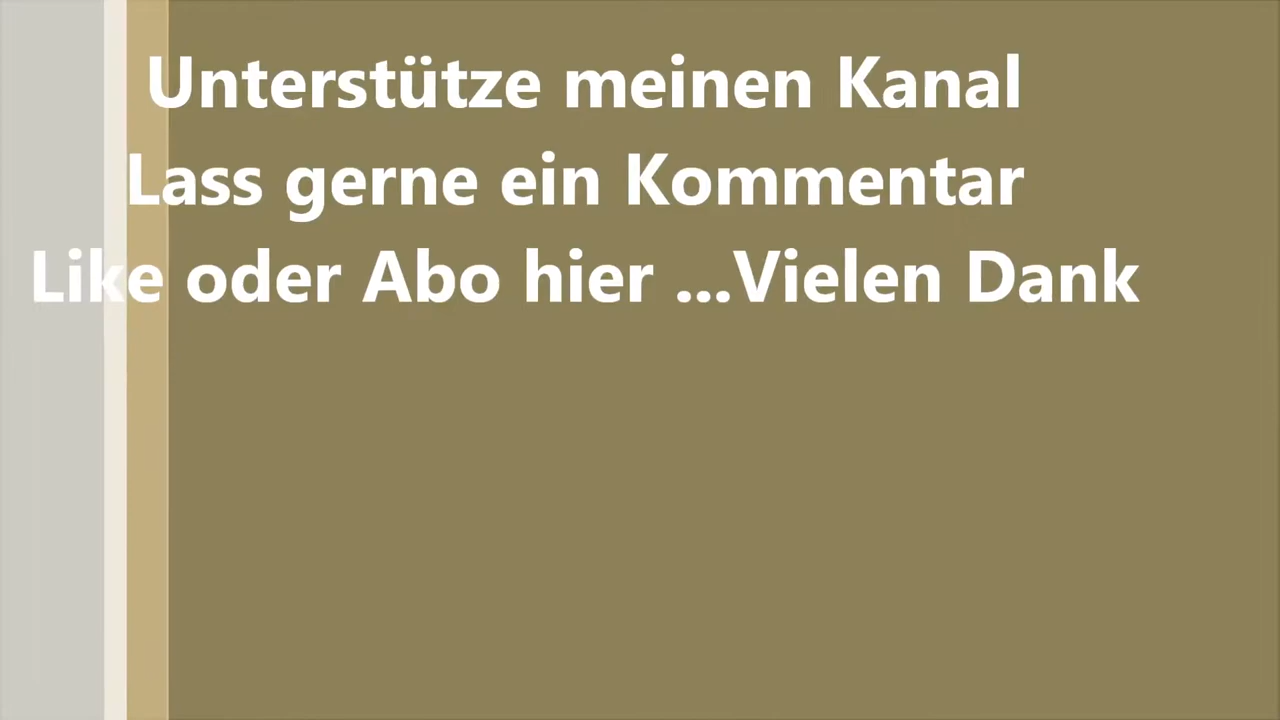 Unterstütze meinen Kanal
Lass gerne ein Kommentar
Like oder Abo hier ...Vielen Dank